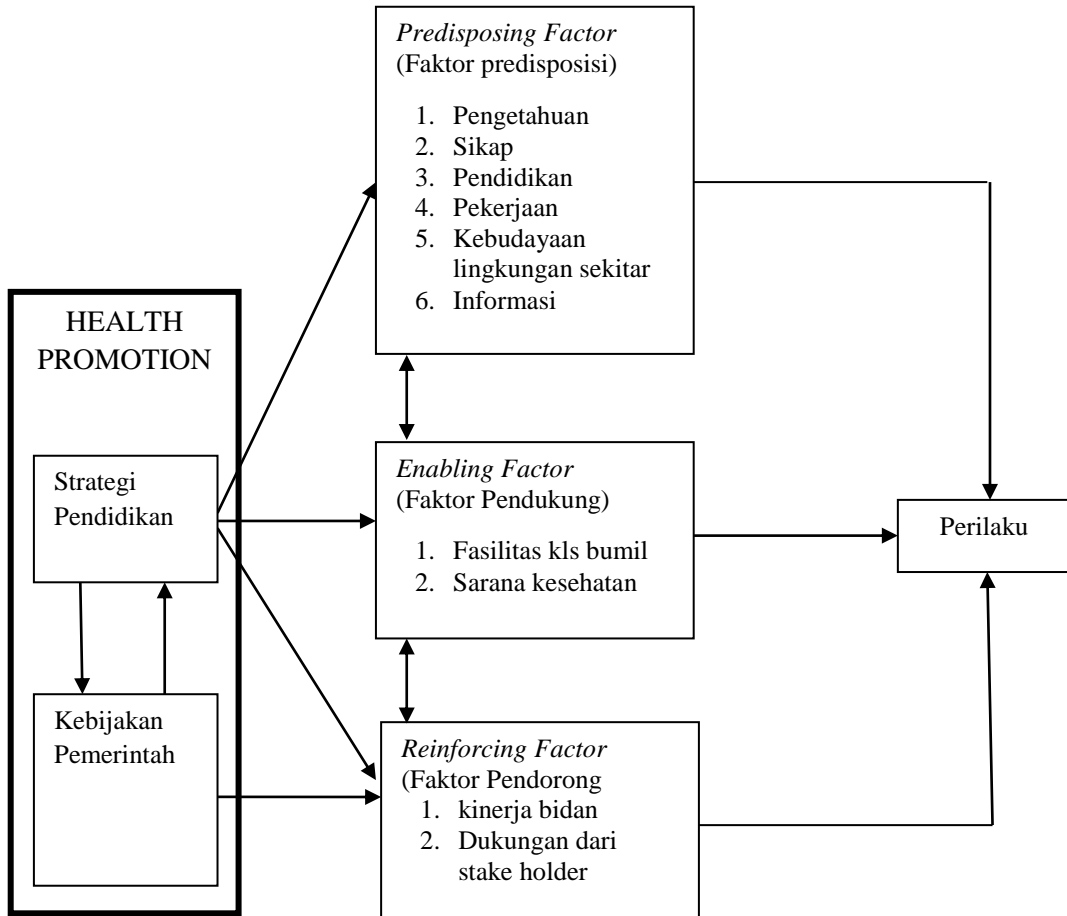 Predisposing Factor
(Faktor predisposisi)
1. Pengetahuan
2. Sikap
3. Pendidikan
4. Pekerjaan
5. Kebudayaan
lingkungan sekitar
6. Informasi
HEALTH
PROMOTION
Strategi
Pendidikan
Kebijakan
Pemerintah
Enabling Factor
(Faktor Pendukung)
1. Fasilitas kls bumil
2. Sarana kesehatan
Reinforcing Factor
(Faktor Pendorong
1. kinerja bidan
2. Dukungan dari
stake holder
Perilaku